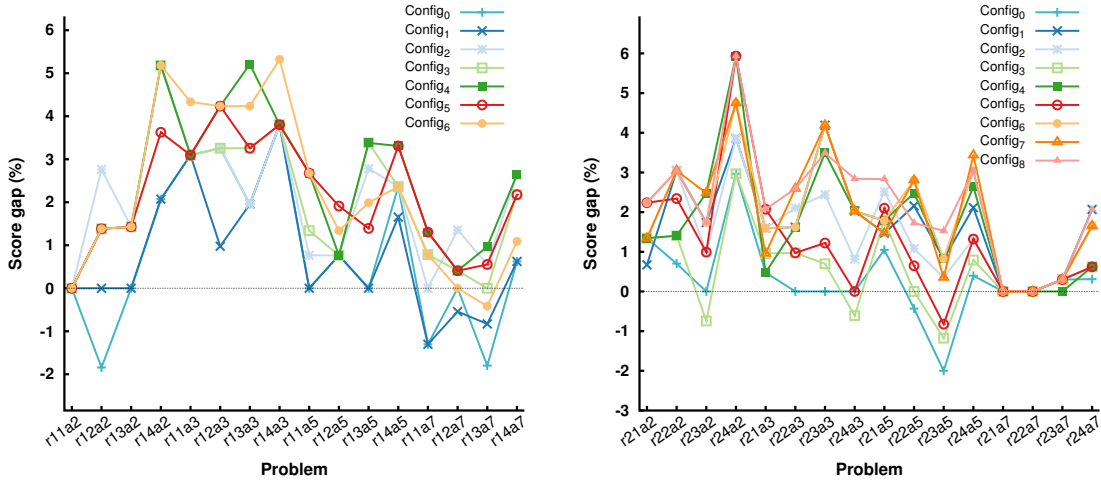 Score gap (%)
6
5
4
3
2
1
0
-1
-2
Config0
Config1
Config2
Config3
Config4
Config5
Config6
r11a2
r12a2
r13a2
r14a2
r11a3
r12a3
r13a3
r14a3
r11a5
r12a5
r13a5
r14a5
r11a7
r12a7
r13a7
r14a7
Problem
Score gap (%)
6
5
4
3
2
1
0
-1
-2
-3
Config0
Config1
Config2
Config3
Config4
Config5
Config6
Config7
Config8
r21a2
r22a2
r23a2
r24a2
r21a3
r22a3
r23a3
r24a3
r21a5
r22a5
r23a5
r24a5
r21a7
r22a7
r23a7
r24a7
Problem